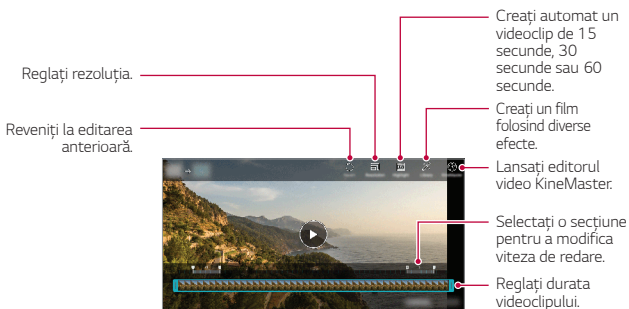 Reglați rezoluția.
Reveniți la editarea
anterioară.
Creați automat un
videoclip de 15
secunde, 30
secunde sau 60
secunde.
Creați un film
folosind diverse
efecte.
Lansați editorul
video KineMaster.
Selectați o secțiune
pentru a modifica
viteza de redare.
Reglați durata
videoclipului.